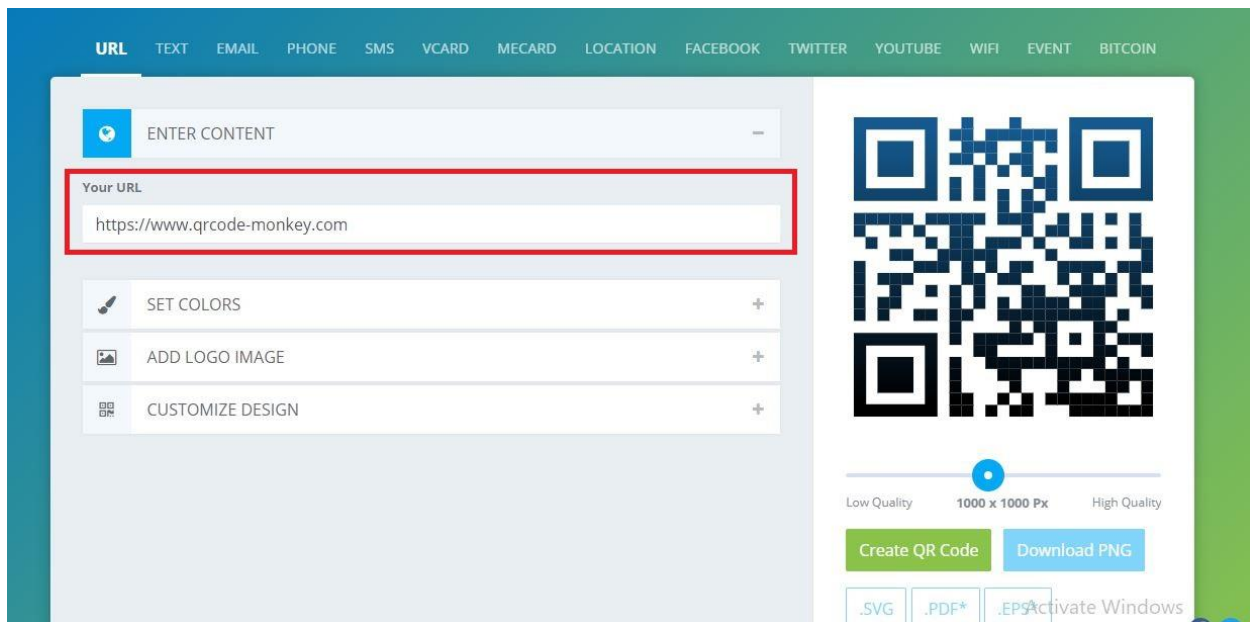 URL TEXT EMAIL PHONE SMS VCARD MECARD LOCATION FACEBOOK TWITTER YOUTUBE WIFI EVENT BITCOIN
ENTER CONTENT
Your URL
https://www.qrcode-monkey.com
SET COLORS
ADD LOGO IMAGE
CUSTOMIZE DESIGN
Low Quality 1000 x 1000 Px High Quality
Create QR Code Download PNG
.SVG .PDF* .EPS* Activate Windows